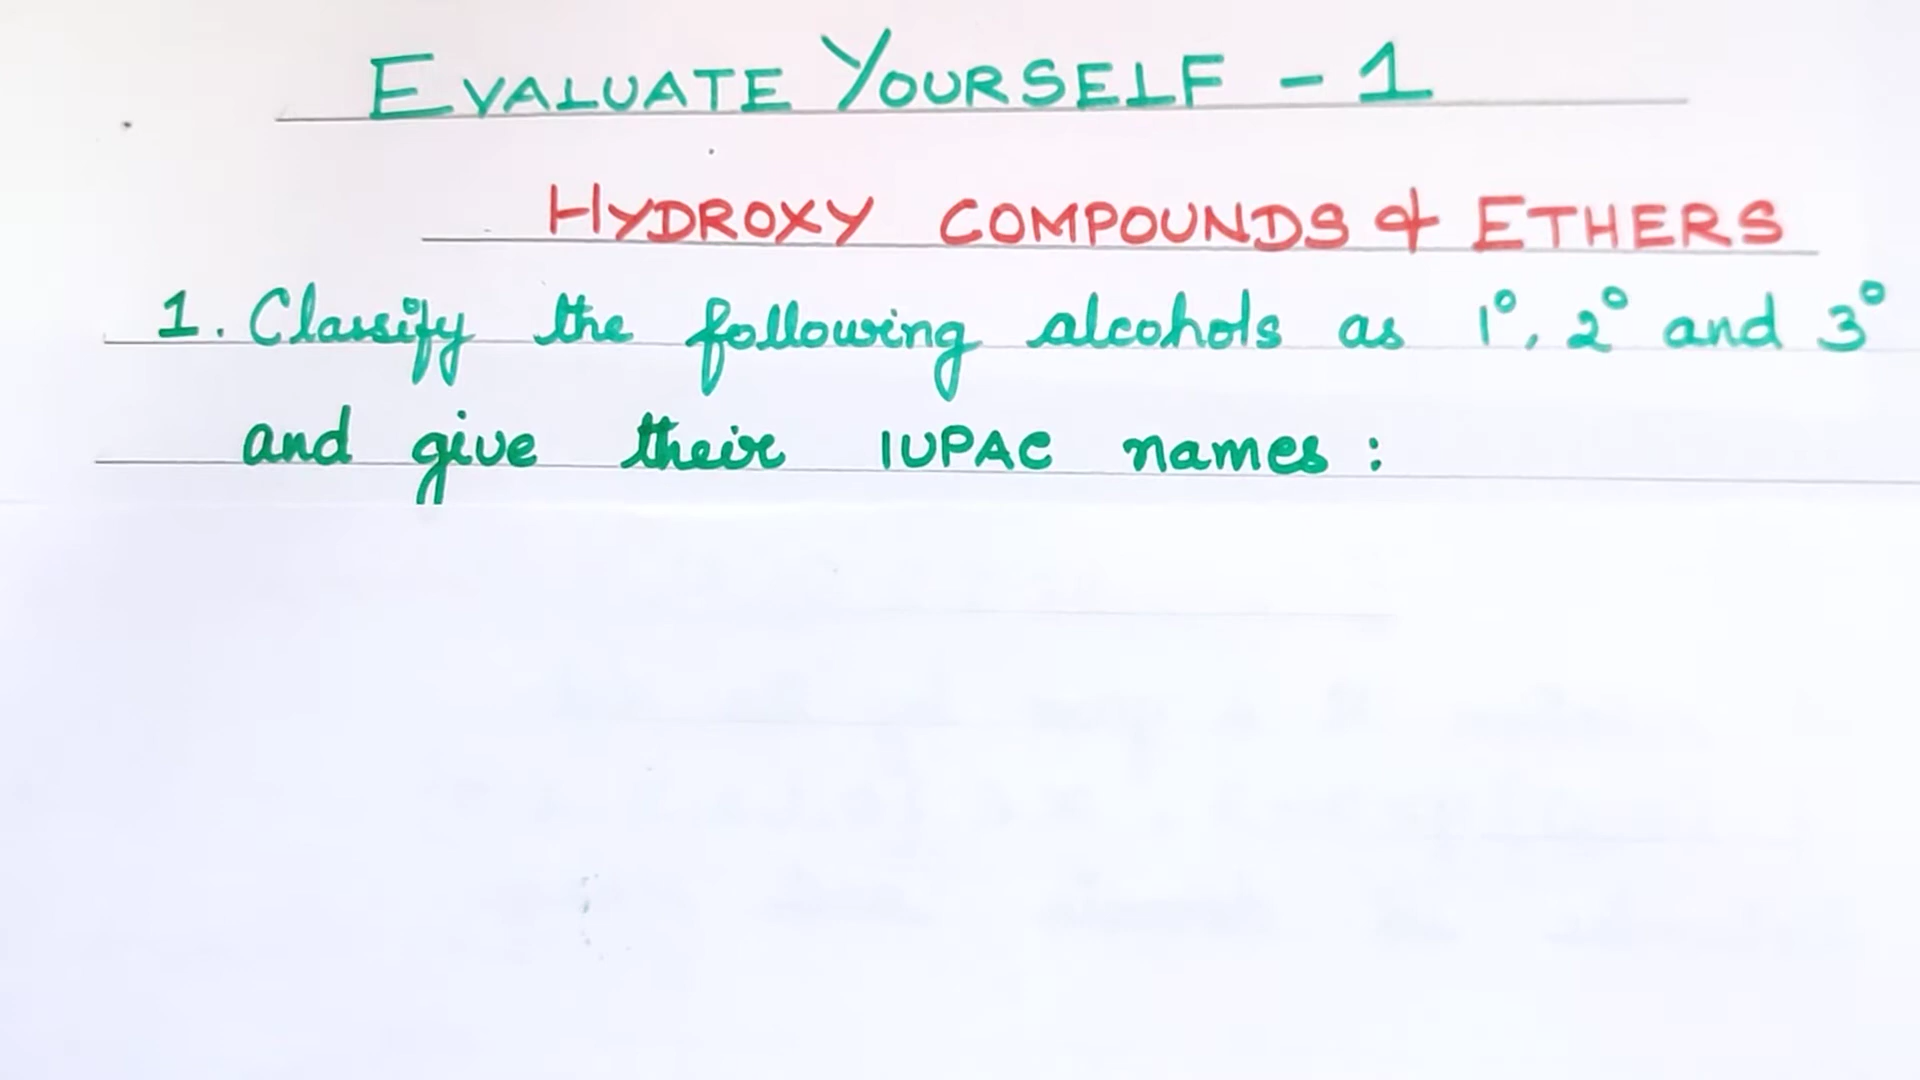 EVALUATE YOURSELF - 1
HYDROXY COMPOUNDS & ETHERS
1. Classify the following alcohols as 1°, 2° and 3°
and give their IUPAC names :